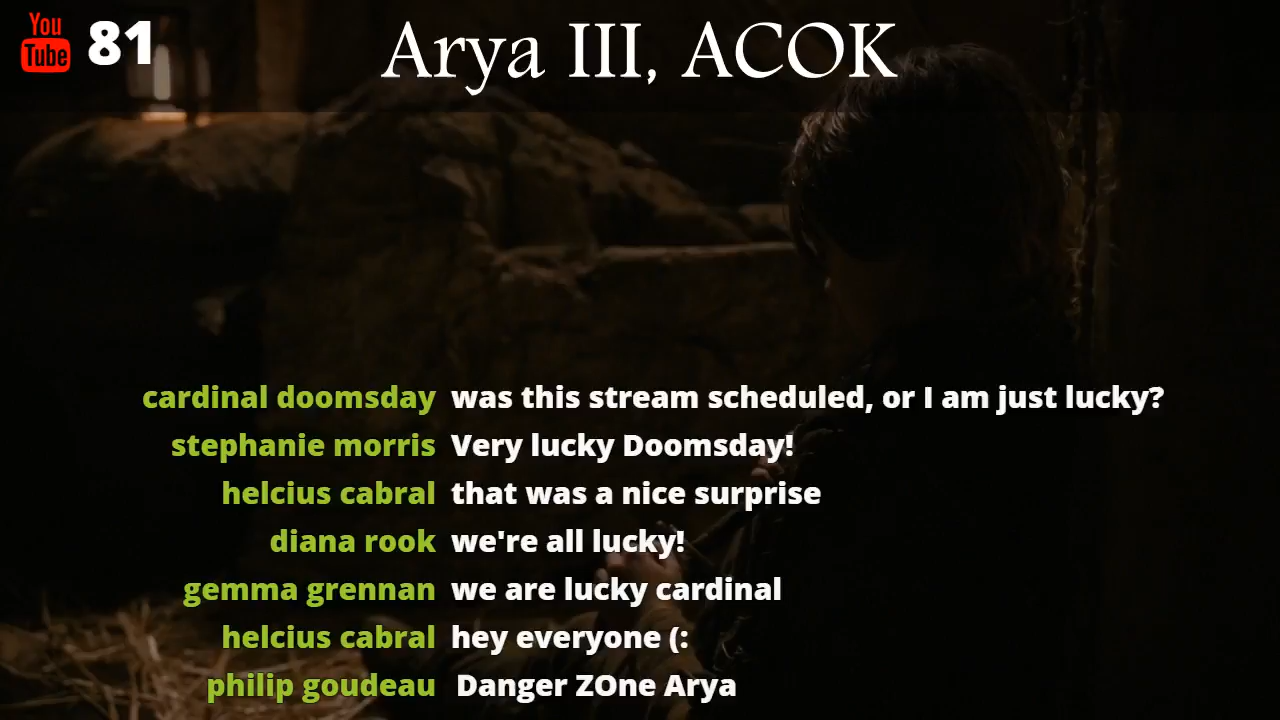 You Tube 81
Arya III, ACOK
cardinal doomsday was this stream scheduled, or I am just lucky?
stephanie morris Very lucky Doomsday!
helcius cabral that was a nice surprise
diana rook we're all lucky!
gemma grennan we are lucky cardinal
helcius cabral hey everyone (:
philip goudeau Danger ZOne Arya